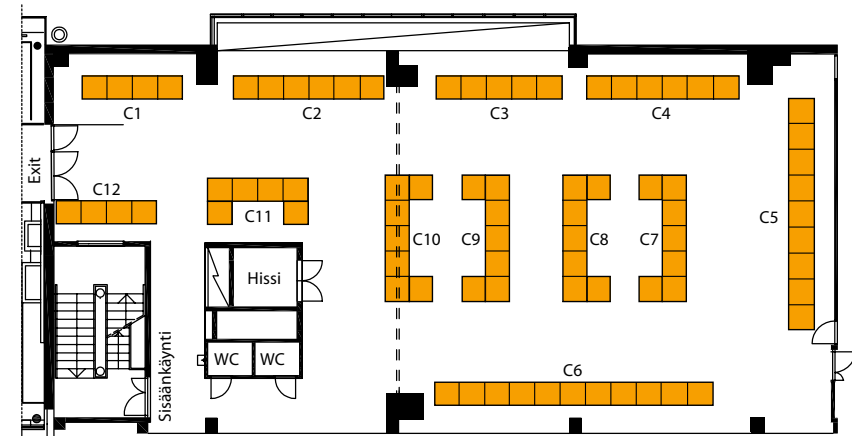 C1
C2
C3
C4
Exit
C12
C11
C10
C9
C8
C7
C5
Hissi
Sisäänkäynti
WC
WC
C6